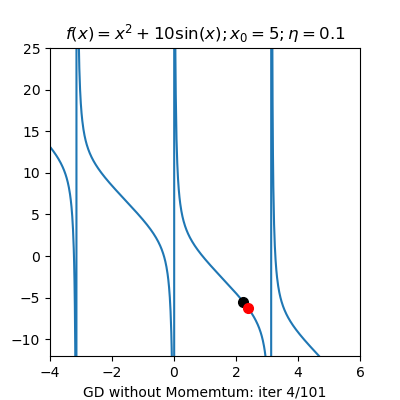 f(x) = x² + 10sin(x); x₀ = 5; η = 0.1
25
20
15
10
5
0
−5
−10
−4 −2 0 2 4 6
GD without Momemtum: iter 4/101